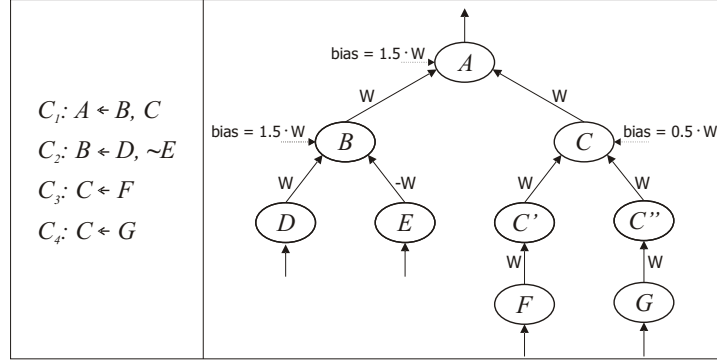 C₁: A ← B, C
C₂: B ← D, ~E
C₃: C ← F
C₄: C ← G
bias = 1.5 · W
A
W
W
bias = 1.5 · W
B
C
bias = 0.5 · W
W
-W
W
W
D
E
C'
C''
W
W
F
G